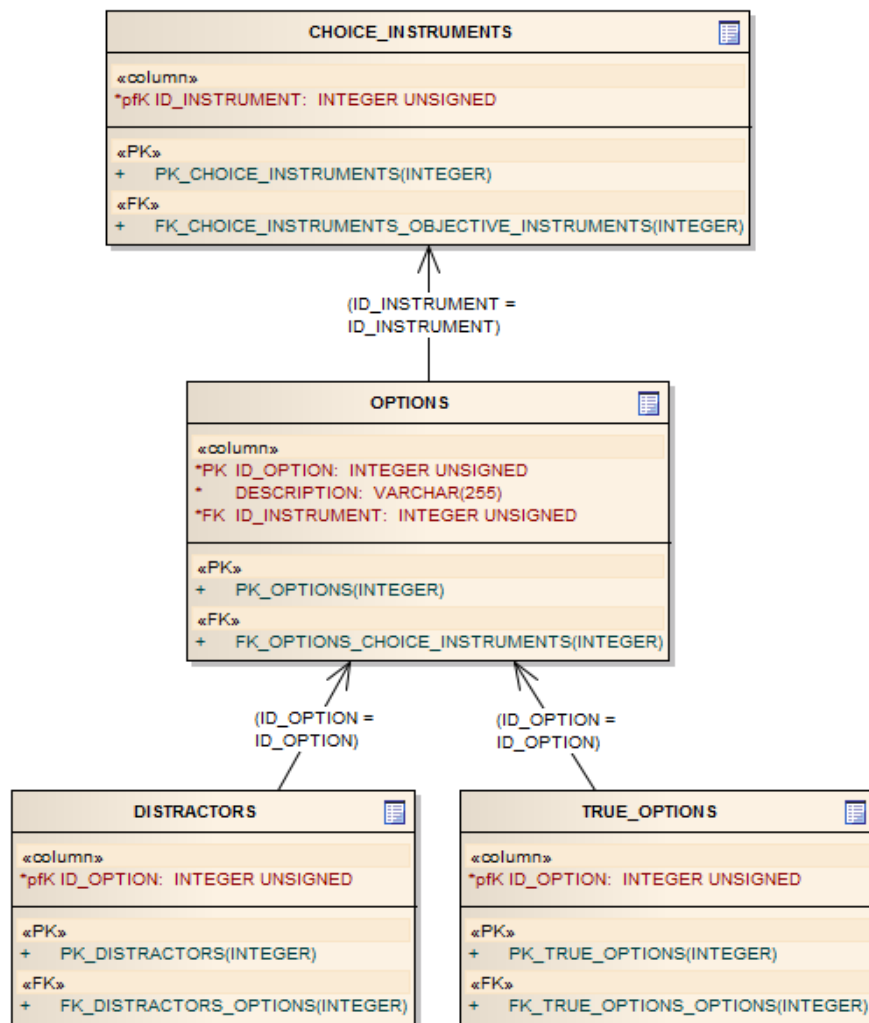 CHOICE_INSTRUMENTS
«column»
*pfK ID_INSTRUMENT: INTEGER UNSIGNED
«PK»
+ PK_CHOICE_INSTRUMENTS(INTEGER)
«FK»
+ FK_CHOICE_INSTRUMENTS_OBJECTIVE_INSTRUMENTS(INTEGER)
(ID_INSTRUMENT =
ID_INSTRUMENT)
OPTIONS
«column»
*PK ID_OPTION: INTEGER UNSIGNED
* DESCRIPTION: VARCHAR(255)
*FK ID_INSTRUMENT: INTEGER UNSIGNED
«PK»
+ PK_OPTIONS(INTEGER)
«FK»
+ FK_OPTIONS_CHOICE_INSTRUMENTS(INTEGER)
(ID_OPTION =
ID_OPTION)
(ID_OPTION =
ID_OPTION)
DISTRACTORS
«column»
*pfK ID_OPTION: INTEGER UNSIGNED
«PK»
+ PK_DISTRACTORS(INTEGER)
«FK»
+ FK_DISTRACTORS_OPTIONS(INTEGER)
TRUE_OPTIONS
«column»
*pfK ID_OPTION: INTEGER UNSIGNED
«PK»
+ PK_TRUE_OPTIONS(INTEGER)
«FK»
+ FK_TRUE_OPTIONS_OPTIONS(INTEGER)